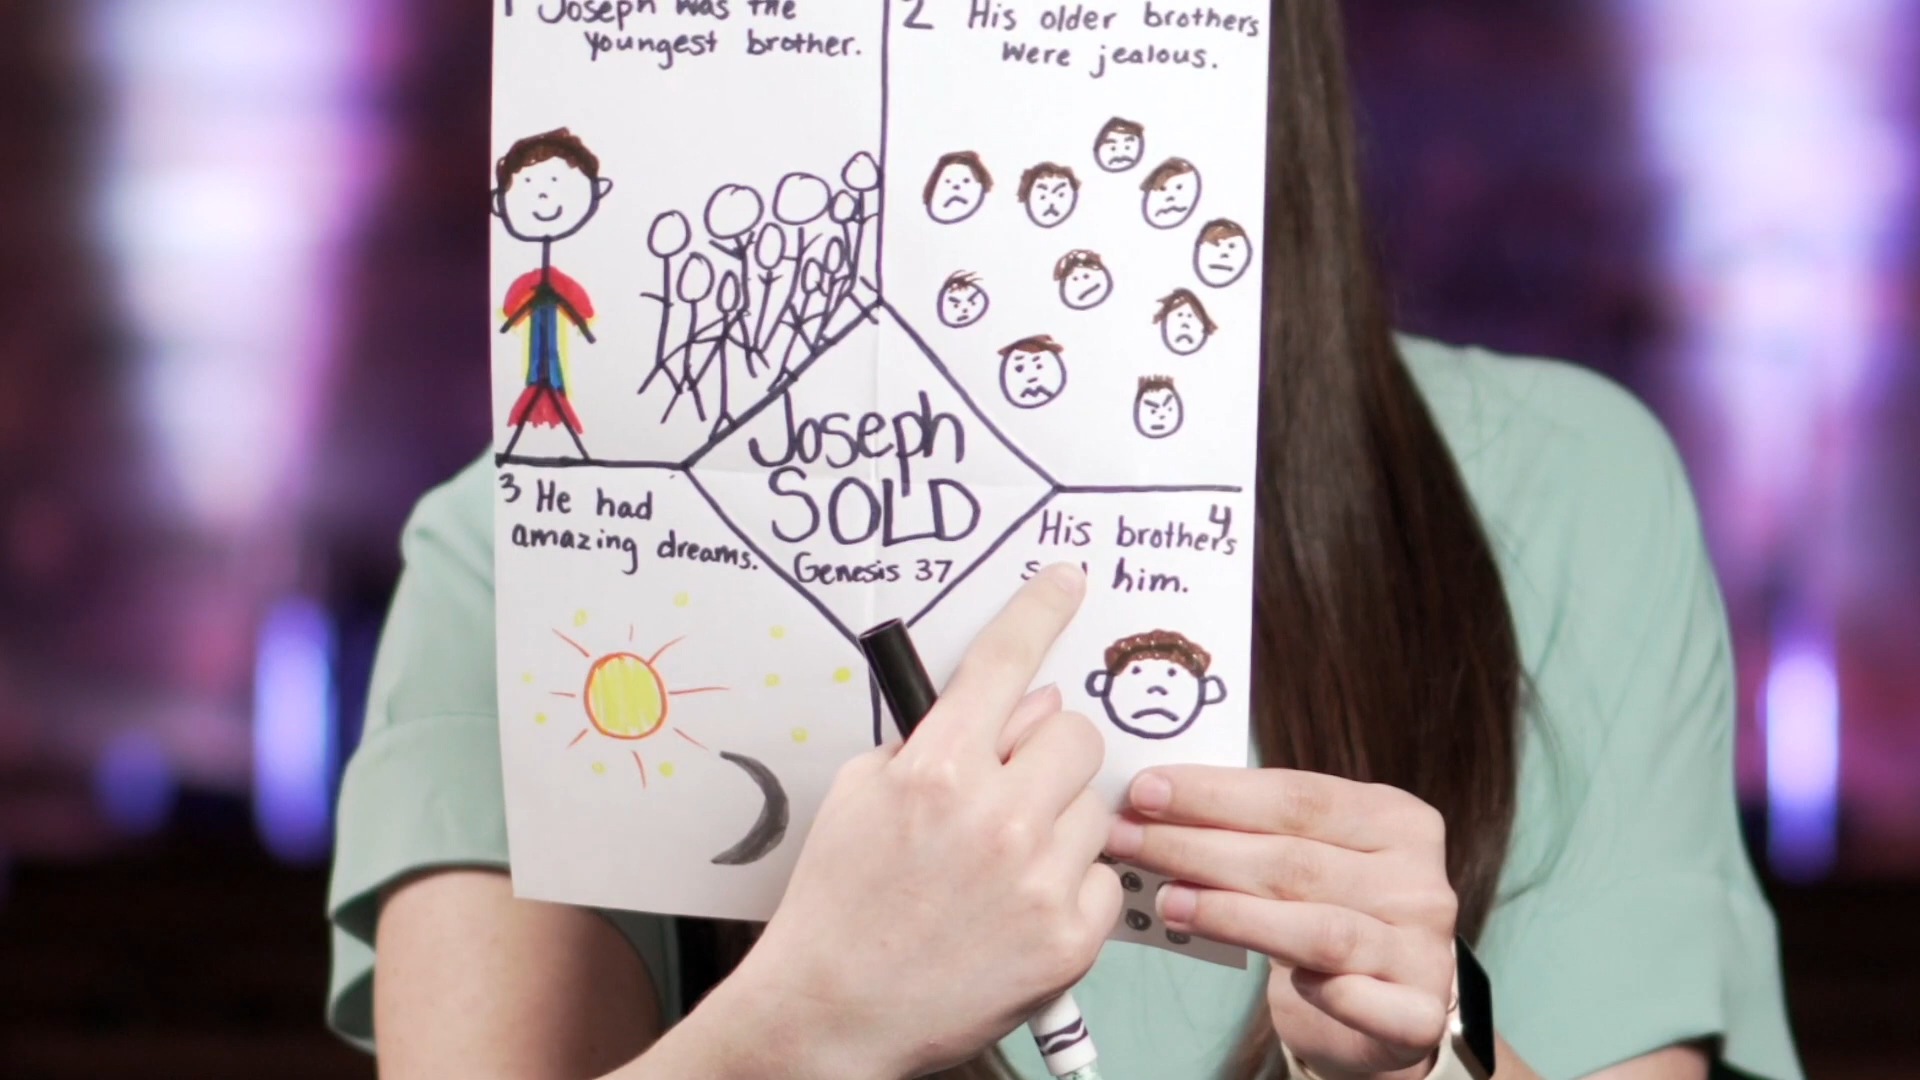 1 Joseph was the
youngest brother.
2 His older brothers
were jealous.
Joseph
SOLD
Genesis 37
3 He had
amazing dreams.
4
His brothers
him.